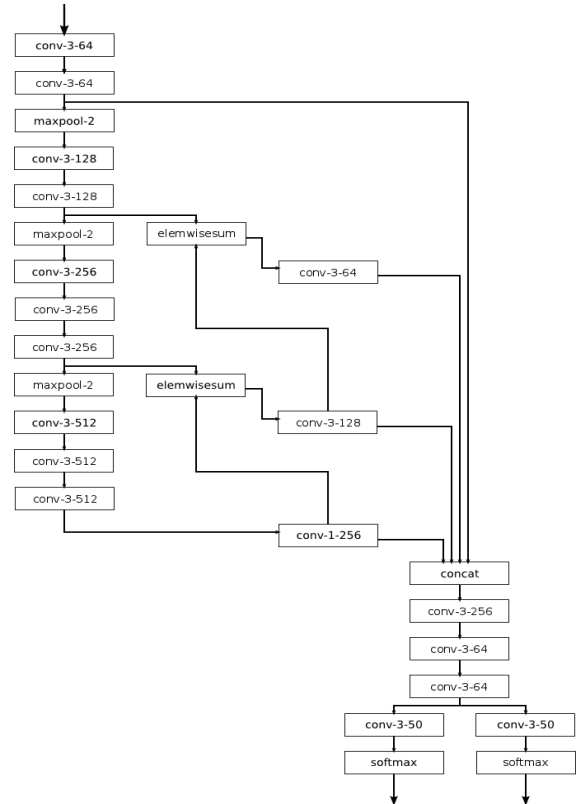 conv-3-64
conv-3-64
maxpool-2
conv-3-128
conv-3-128
maxpool-2
elemwisesum
conv-3-256
conv-3-64
conv-3-256
conv-3-256
maxpool-2
elemwisesum
conv-3-512
conv-3-128
conv-3-512
conv-3-512
conv-1-256
concat
conv-3-256
conv-3-64
conv-3-64
conv-3-50
conv-3-50
softmax
softmax